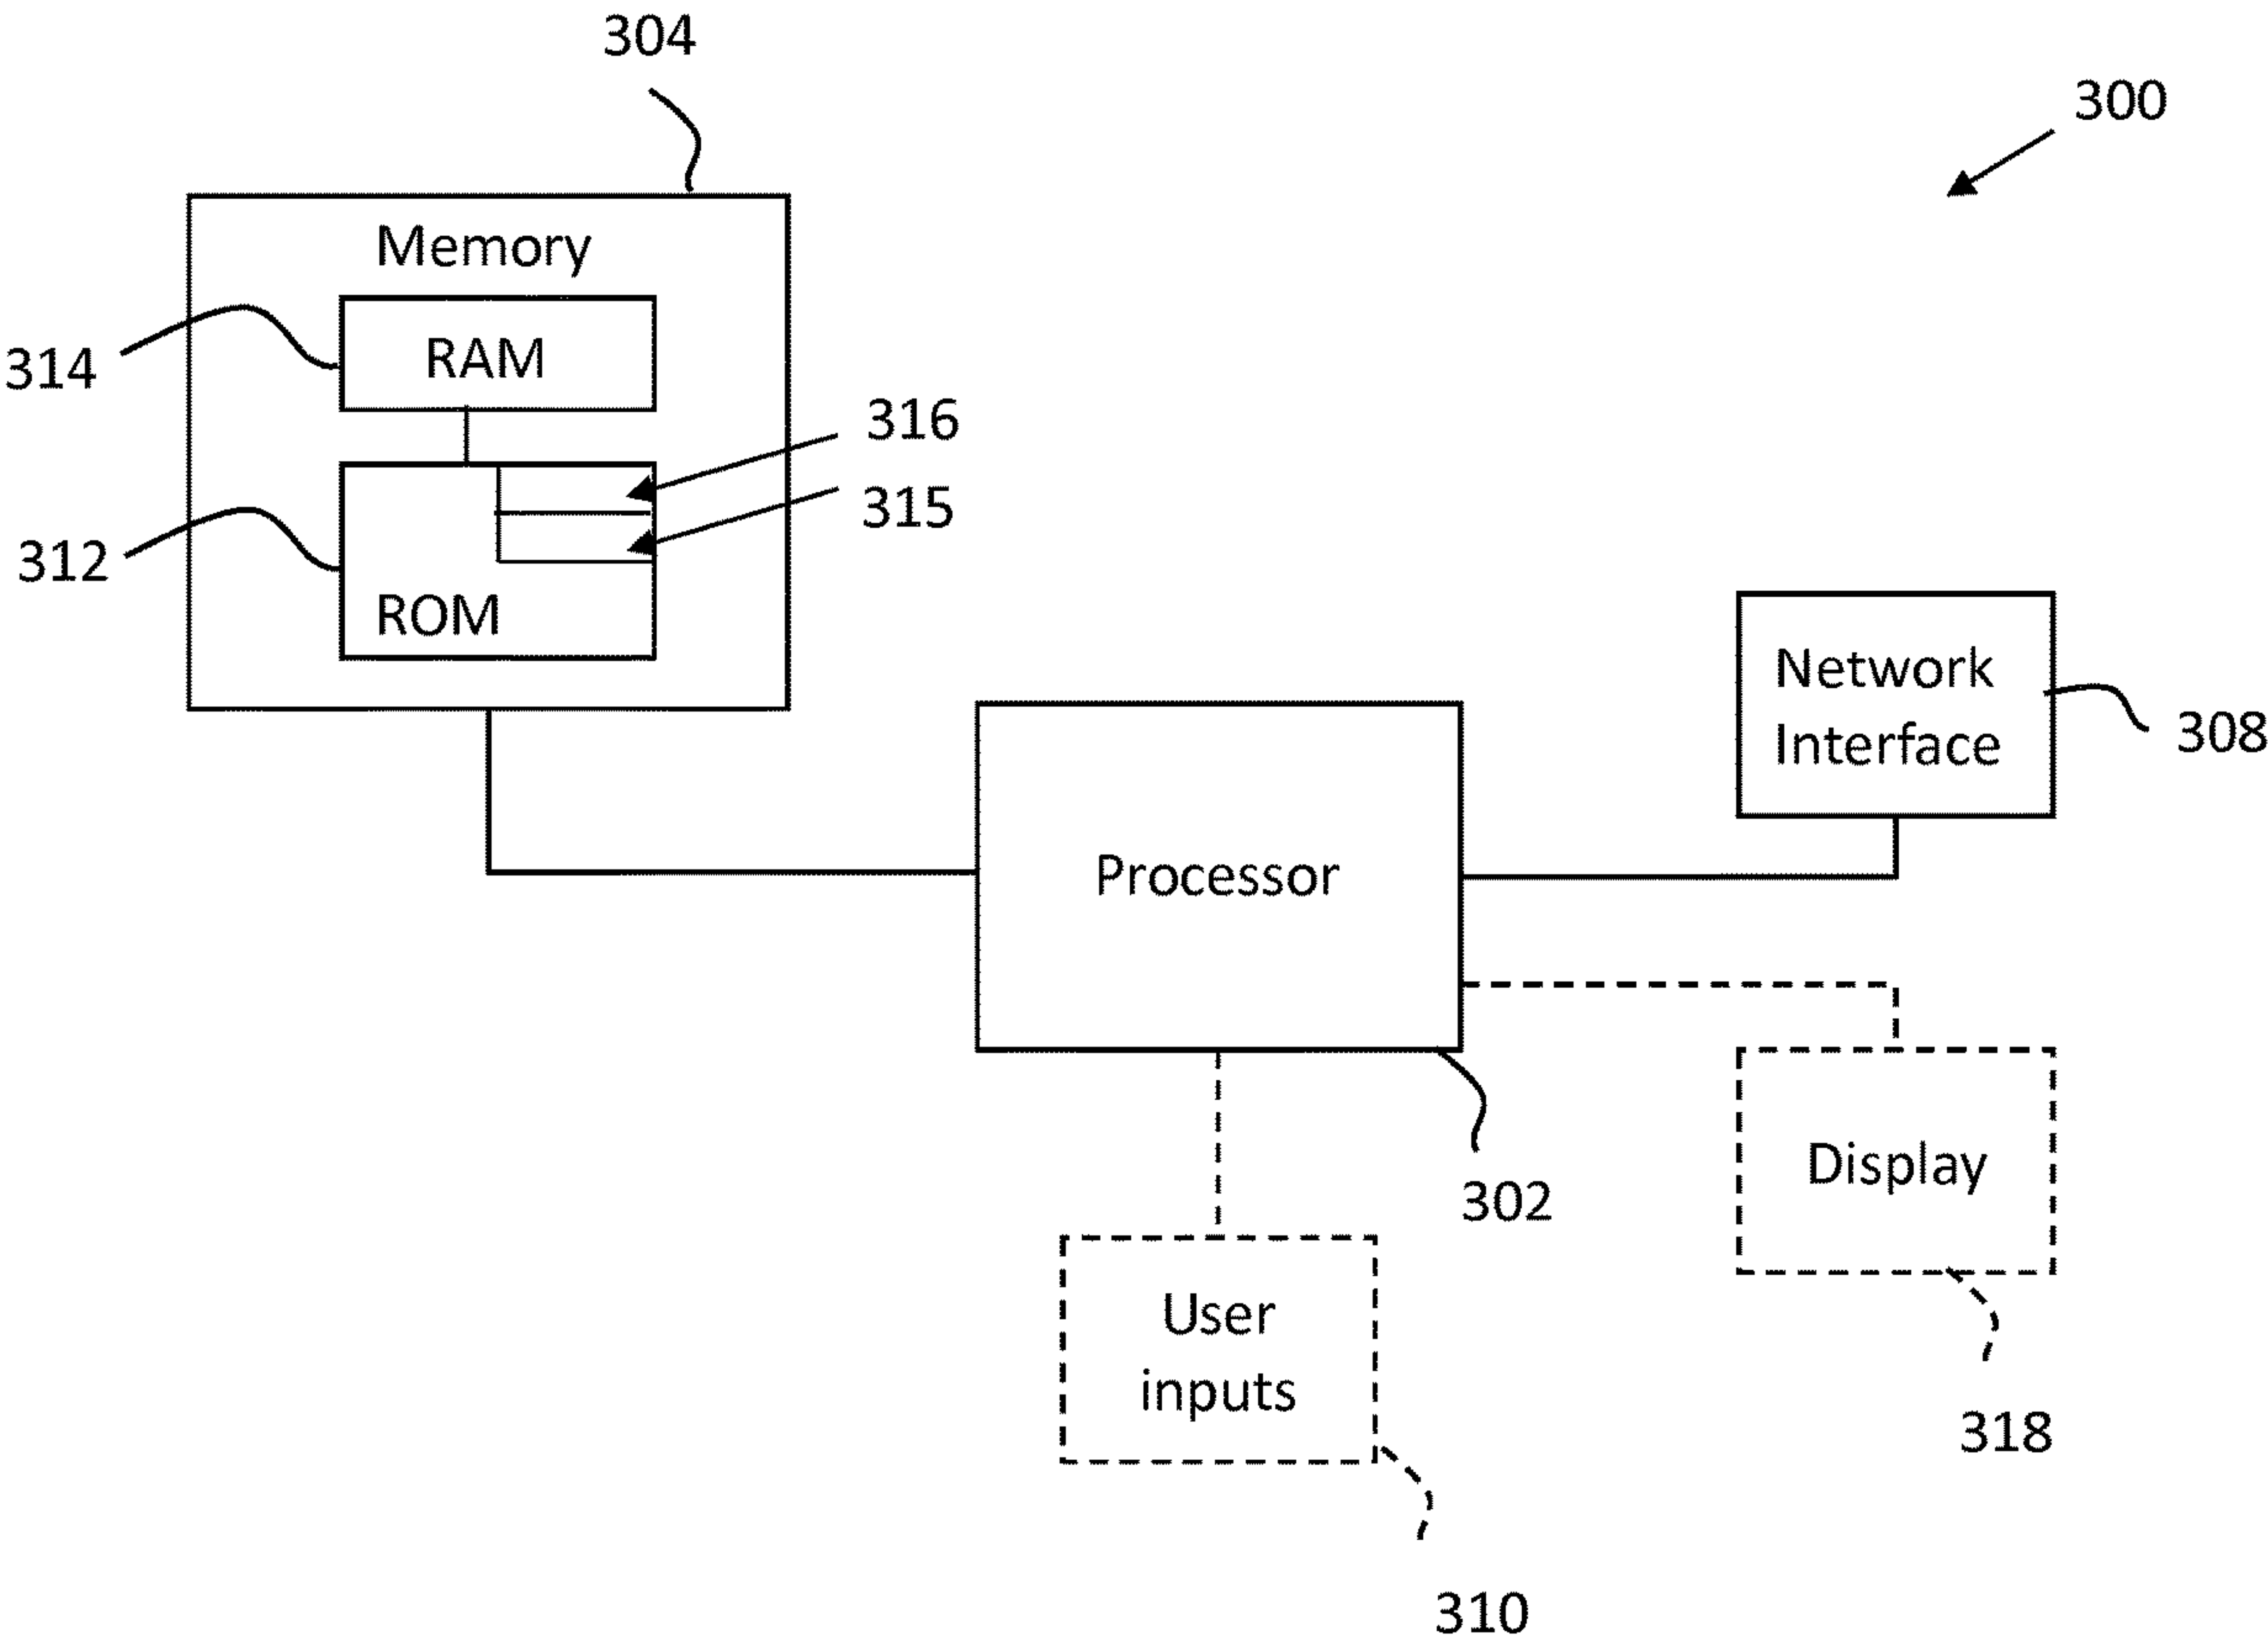 304
300
Memory
RAM
314
316
315
312
ROM
Network
Interface
308
Processor
Display
302
User
inputs
318
310